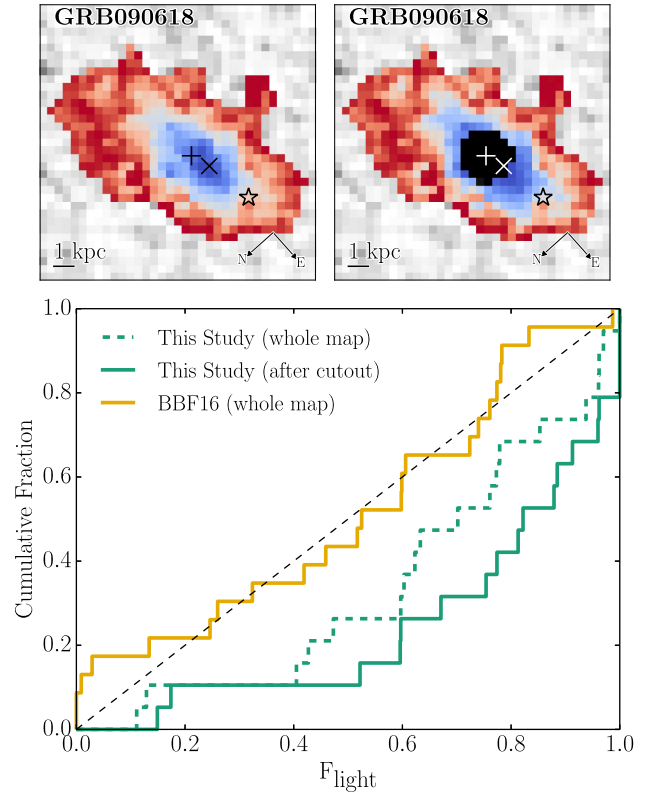 GRB090618
GRB090618
1 kpc
N
E
1 kpc
N
E
This Study (whole map)
This Study (after cutout)
BBF16 (whole map)
Cumulative Fraction
1.0
0.8
0.6
0.4
0.2
0.0
0.0 0.2 0.4 0.6 0.8 1.0
Flight